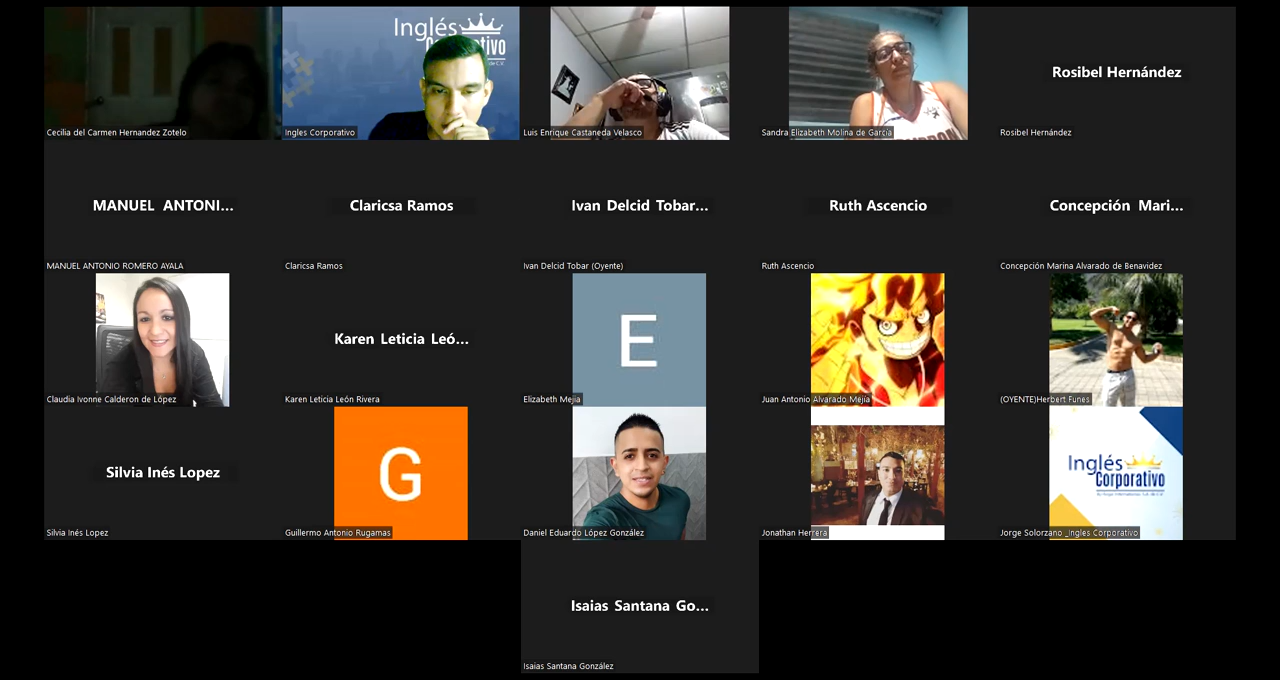 Inglés
Corporativo
Cecilia del Carmen Hernandez Zotelo
Ingles Corporativo
Luis Enrique Castaneda Velasco
Sandra Elizabeth Molina de García
Rosibel Hernández
Rosibel Hernández
MANUEL ANTONI...
Claricsa Ramos
Ivan Delcid Tobar...
Ruth Ascencio
Concepción Mari...
MANUEL ANTONIO ROMERO AYALA
Claricsa Ramos
Ivan Delcid Tobar (Oyente)
Ruth Ascencio
Concepción Marina Alvarado de Benavidez
Karen Leticia Leó...
E
Claudia Ivonne Calderon de López
Karen Leticia León Rivera
Elizabeth Mejia
Juan Antonio Alvarado Mejía
(OYENTE)Herbert Funes
Silvia Inés Lopez
G
Inglés
Corporativo
Silvia Inés Lopez
Guillermo Antonio Rugamas
Daniel Eduardo López González
Jonathan Herrera
Jorge Solorzano _Ingles Corporativo
Isaias Santana Go...
Isaias Santana González